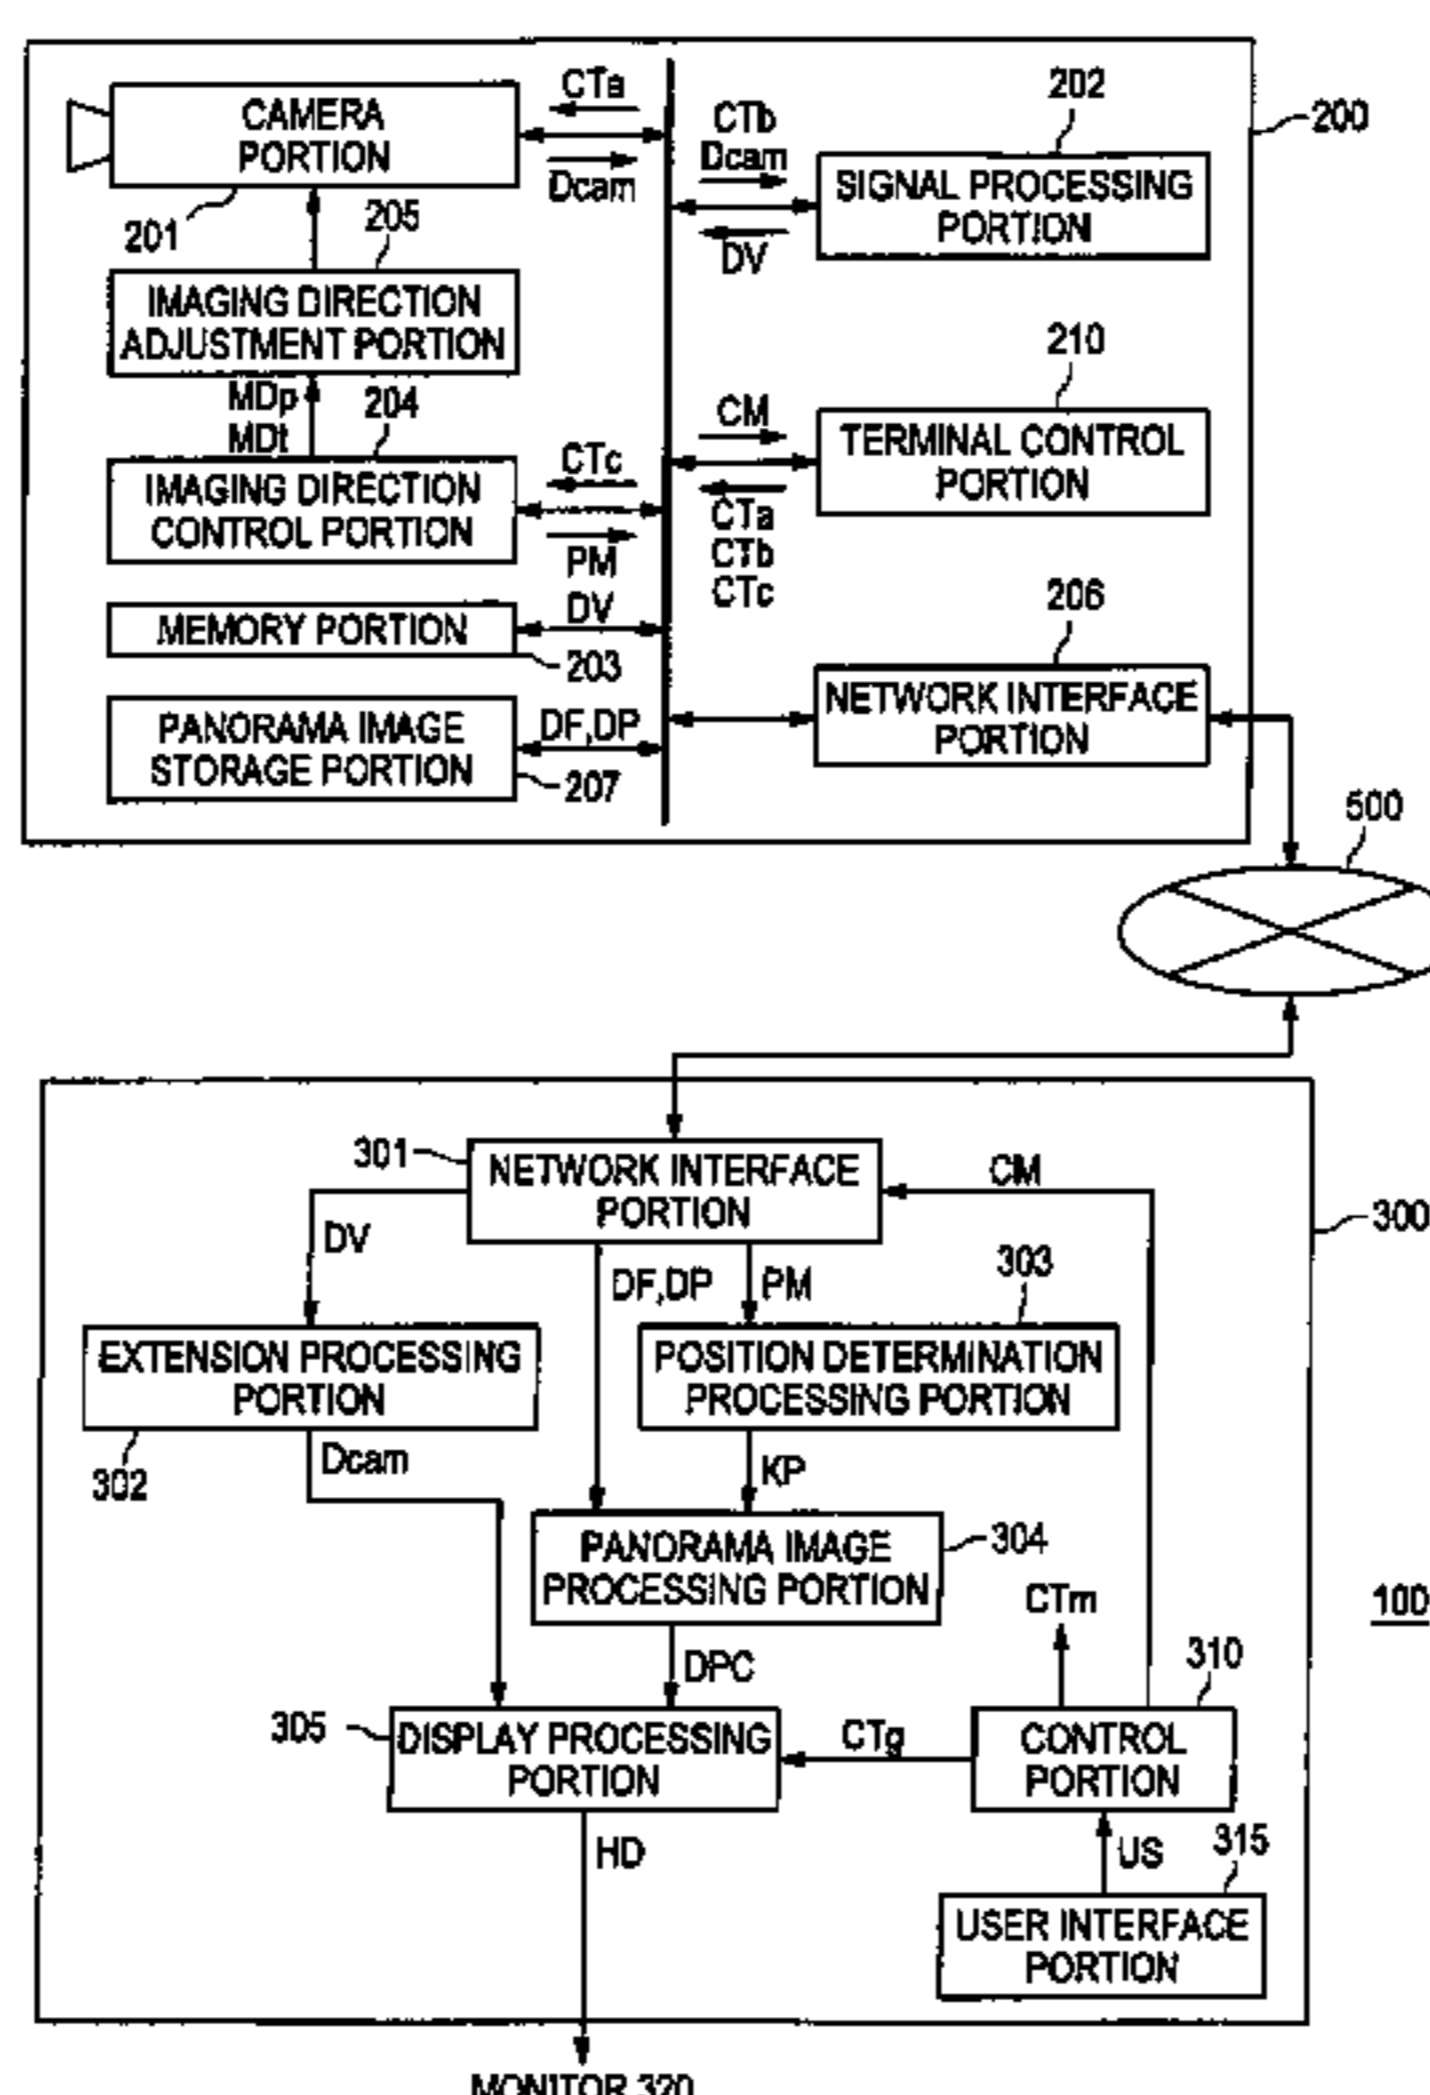 CAMERA
PORTION
201
CTa
Dcam
CTb
Dcam
DV
202
SIGNAL PROCESSING
PORTION
200
205
IMAGING DIRECTION
ADJUSTMENT PORTION
MDp
MDt
204
IMAGING DIRECTION
CONTROL PORTION
CTc
PM
CM
CTa
CTb
CTc
210
TERMINAL CONTROL
PORTION
MEMORY PORTION
203
DV
206
NETWORK INTERFACE
PORTION
PANORAMA IMAGE
STORAGE PORTION
207
DF,DP
500
301
NETWORK INTERFACE
PORTION
CM
300
DV
DF,DP
PM
303
EXTENSION PROCESSING
PORTION
302
POSITION DETERMINATION
PROCESSING PORTION
Dcam
KP
PANORAMA IMAGE
PROCESSING PORTION
304
CTm
100
DPC
310
305
DISPLAY PROCESSING
PORTION
CTg
CONTROL
PORTION
HD
US
315
USER INTERFACE
PORTION
MONITOR 320